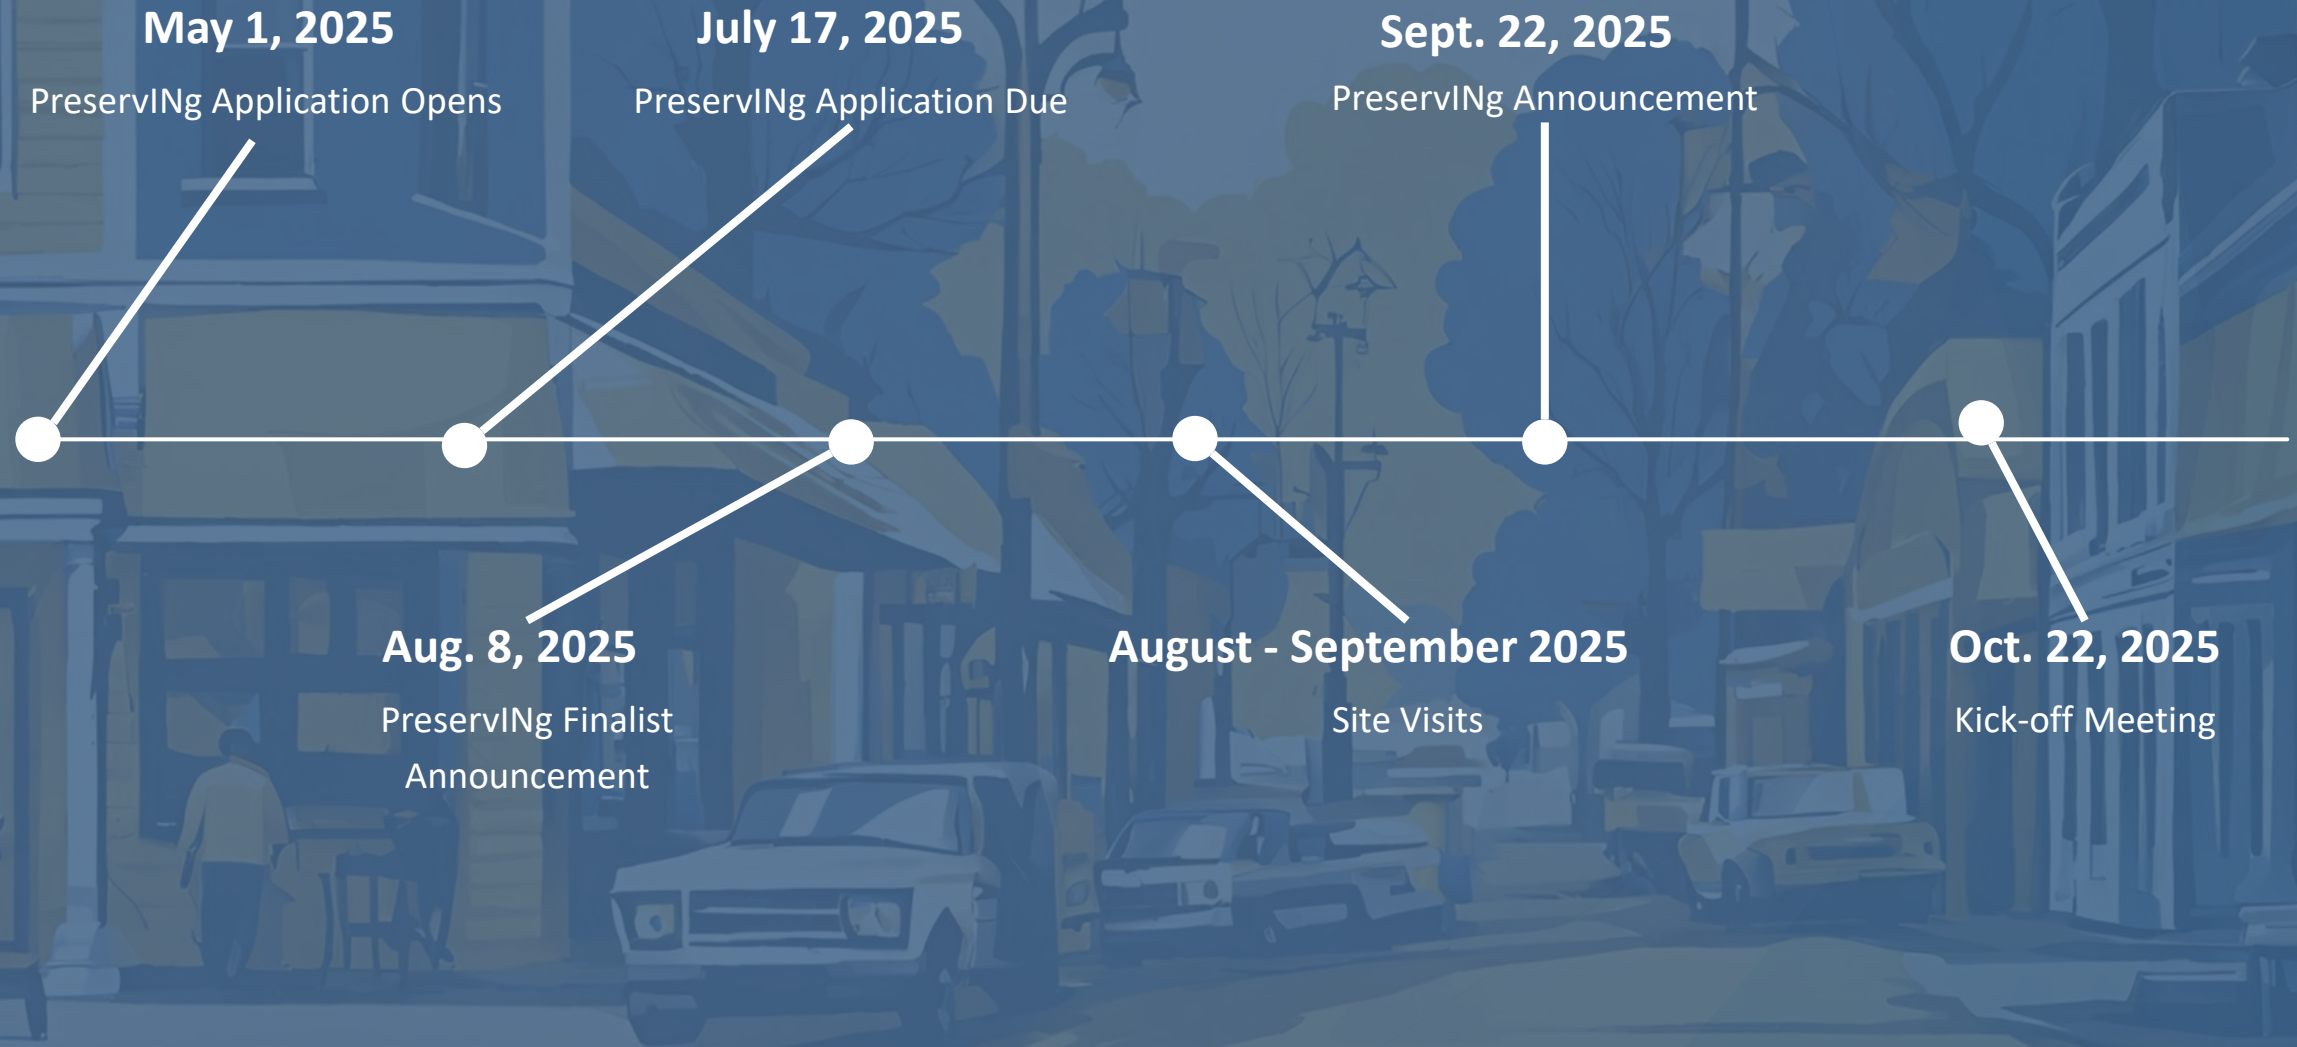 May 1, 2025
PreservINg Application Opens
July 17, 2025
PreservINg Application Due
Sept. 22, 2025
PreservINg Announcement
Aug. 8, 2025
PreservINg Finalist
Announcement
August - September 2025
Site Visits
Oct. 22, 2025
Kick-off Meeting